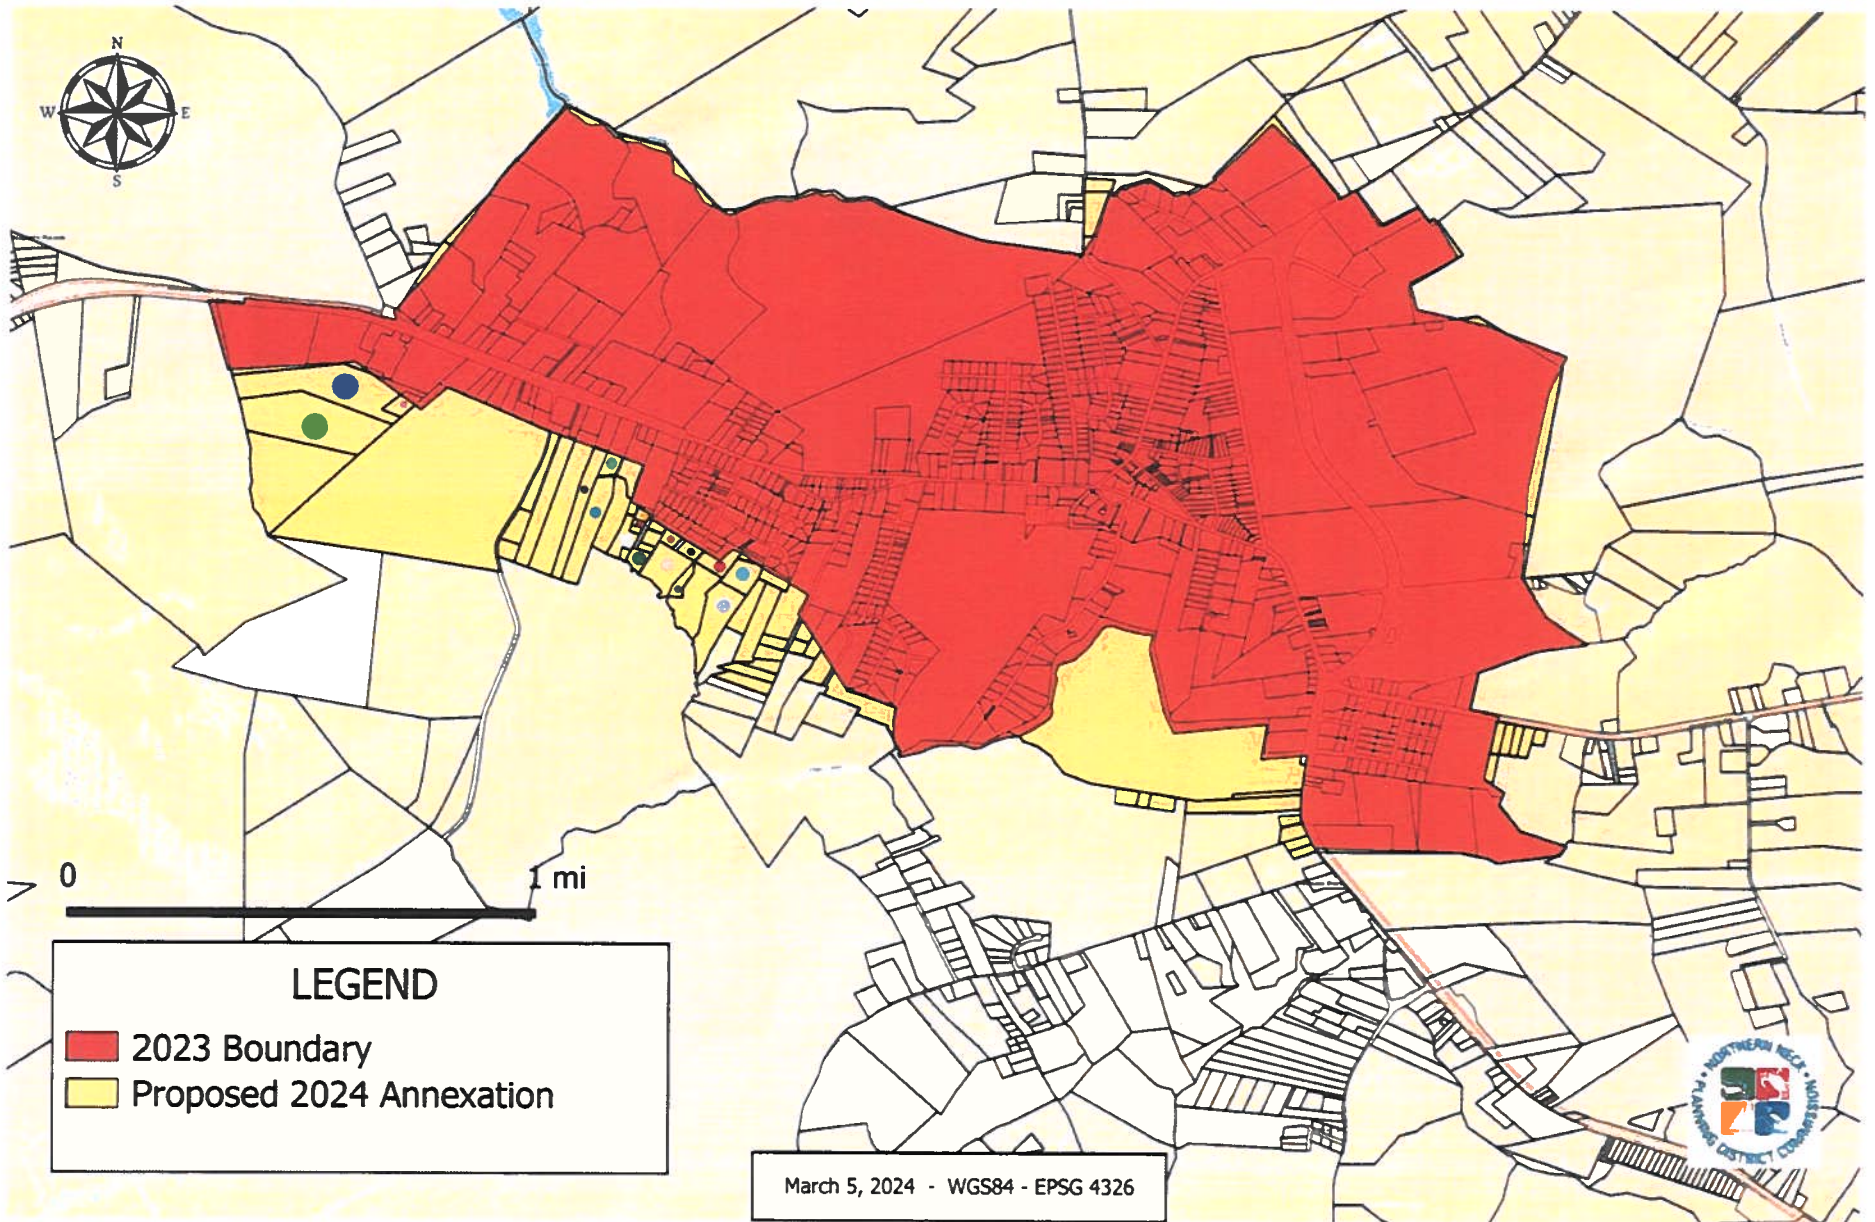 N
W E
S
0 1 mi
LEGEND
2023 Boundary
Proposed 2024 Annexation
March 5, 2024 - WGS84 - EPSG 4326
NORTHERN NECK • PLANNING DISTRICT COMMISSION •